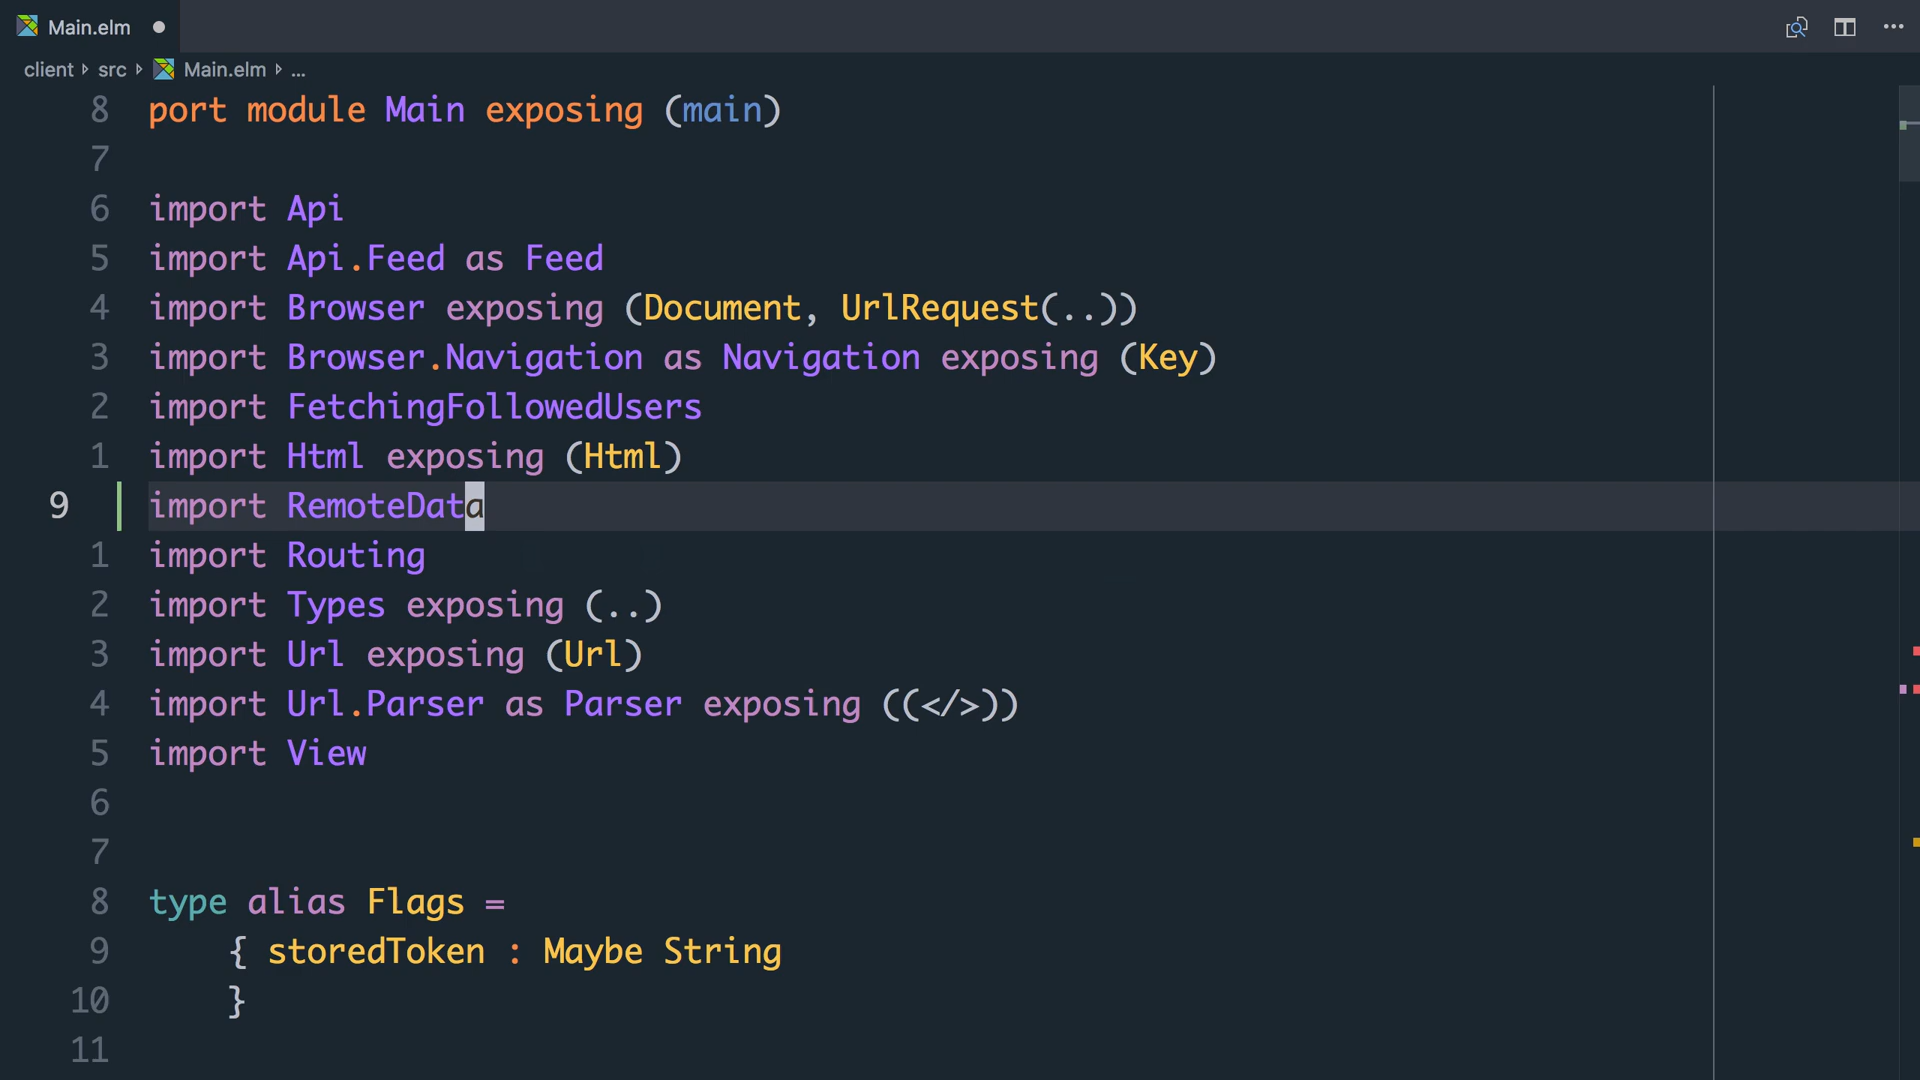 Main.elm
client src Main.elm ...
8 port module Main exposing (main)
7
6 import Api
5 import Api.Feed as Feed
4 import Browser exposing (Document, UrlRequest(..))
3 import Browser.Navigation as Navigation exposing (Key)
2 import FetchingFollowedUsers
1 import Html exposing (Html)
9 import RemoteData
1 import Routing
2 import Types exposing (..)
3 import Url exposing (Url)
4 import Url.Parser as Parser exposing ((</>))
5 import View
6
7
8 type alias Flags =
9     { storedToken : Maybe String
10     }
11